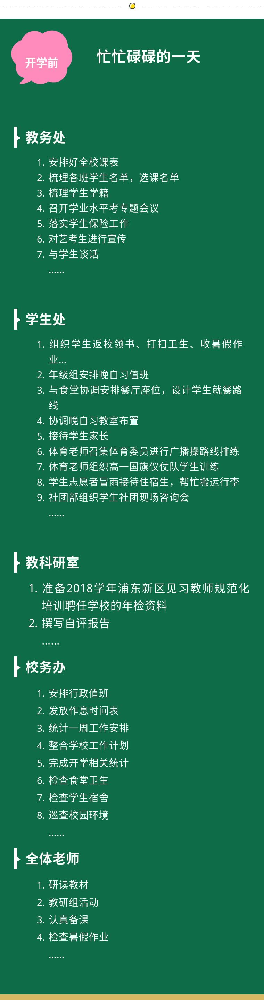 开学前
忙忙碌碌的一天
教务处
1. 安排好全校课表
2. 梳理各班学生名单，选课名单
3. 梳理学生学籍
4. 召开学业水平考专题会议
5. 落实学生保险工作
6. 对艺考生进行宣传
7. 与学生谈话
……
学生处
1. 组织学生返校领书、打扫卫生、收暑假作
业...
2. 年级组安排晚自习值班
3. 与食堂协调安排餐厅座位，设计学生就餐路
线
4. 协调晚自习教室布置
5. 接待学生家长
6. 体育老师召集体育委员进行广播操路线排练
7. 体育老师组织高一国旗仪仗队学生训练
8. 学生志愿者冒雨接待住宿生，帮忙搬运行李
9. 社团部组织学生社团现场咨询会
……
教科研室
1. 准备2018学年浦东新区见习教师规范化
培训聘任学校的年检资料
2. 撰写自评报告
……
校务办
1. 安排行政值班
2. 发放作息时间表
3. 统计一周工作安排
4. 整合学校工作计划
5. 完成开学相关统计
6. 检查食堂卫生
7. 检查学生宿舍
8. 巡查校园环境
……
全体老师
1. 研读教材
2. 教研组活动
3. 认真备课
4. 检查暑假作业
……